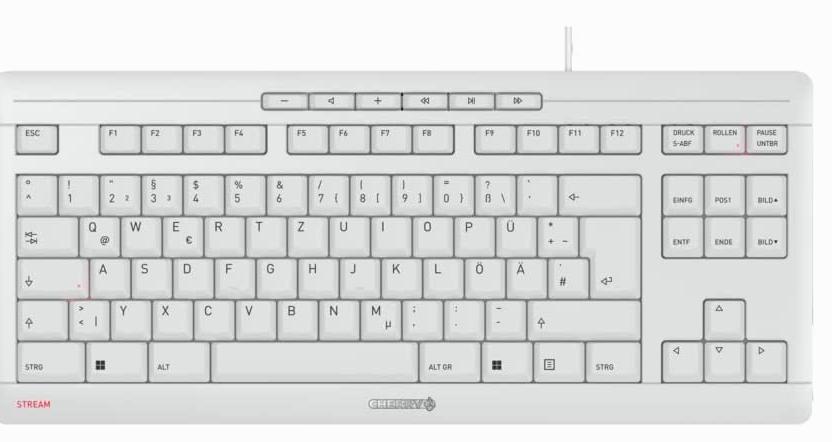 − ◁ + ◁◁ ▷|| ▷▷
ESC F1 F2 F3 F4 F5 F6 F7 F8 F9 F10 F11 F12 DRUCK S-ABF ROLLEN PAUSE UNTBR
° ! " § $ % & / ( ) = ? `
^ 1 2 ² 3 ³ 4 5 6 7 { 8 [ 9 ] 0 } ß \ ´ EINFG POS1 BILD▲
Q W E R T Z U I O P Ü *
@ € + ~ ENTF ENDE BILD▼
A S D F G H J K L Ö Ä '
#
> Y X C V B N M ; : _
< | µ , . -
STRG ALT ALT GR STRG
STREAM CHERRY